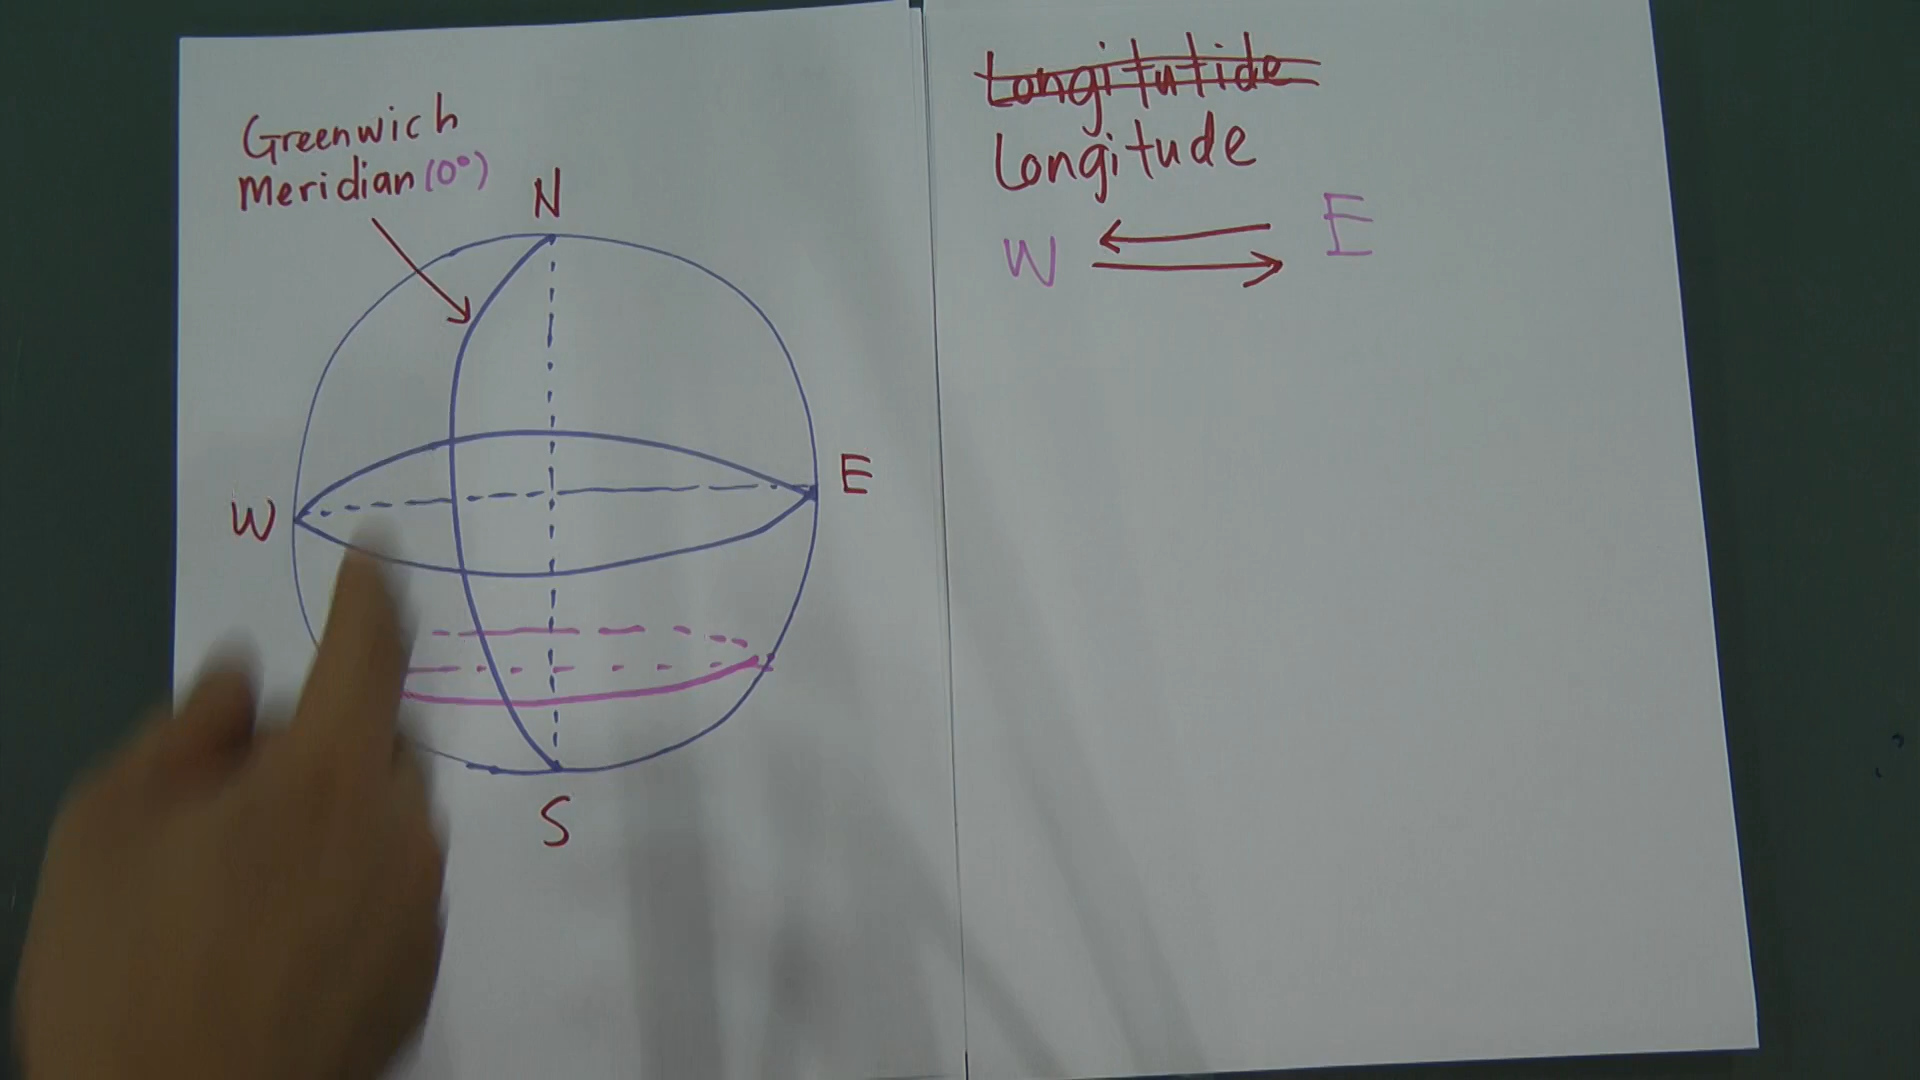 Greenwich
Meridian (0°)
N
W
E
S
Longitutide
Longitude
W E